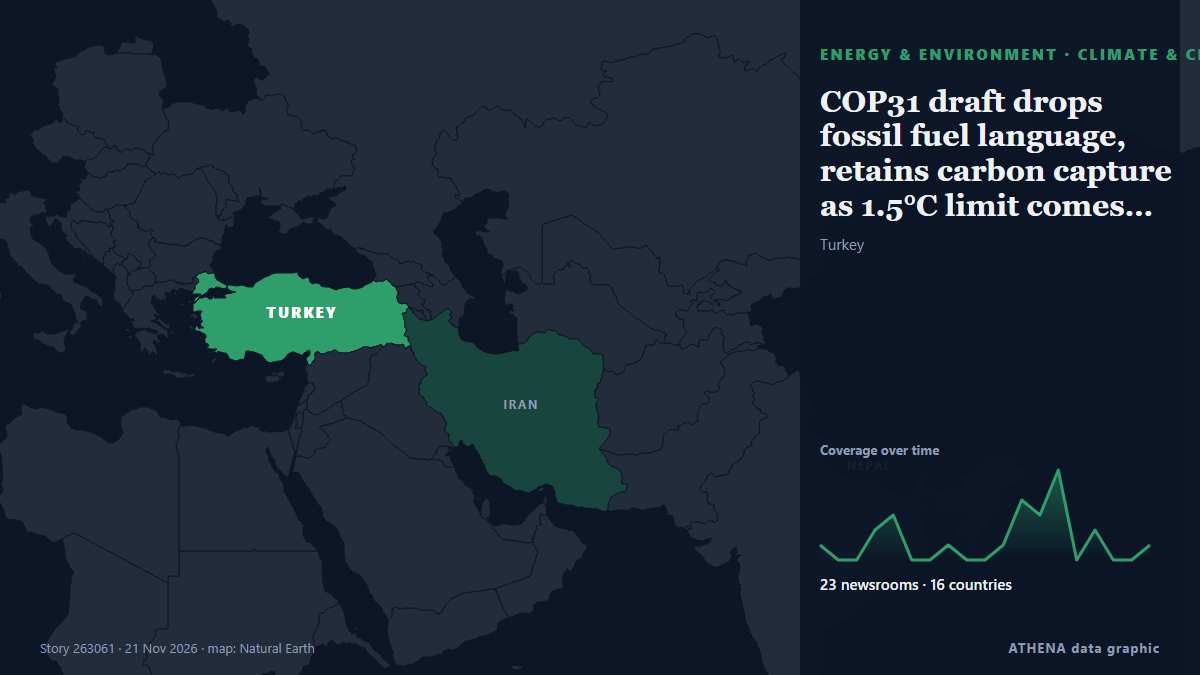 ENERGY & ENVIRONMENT · CLIMATE &
COP31 draft drops
fossil fuel language,
retains carbon capture
as 1.5°C limit comes...
Turkey
TURKEY
IRAN
Coverage over time
NEPAL
23 newsrooms · 16 countries
Story 263061 · 21 Nov 2026 · map: Natural Earth
ATHENA data graphic